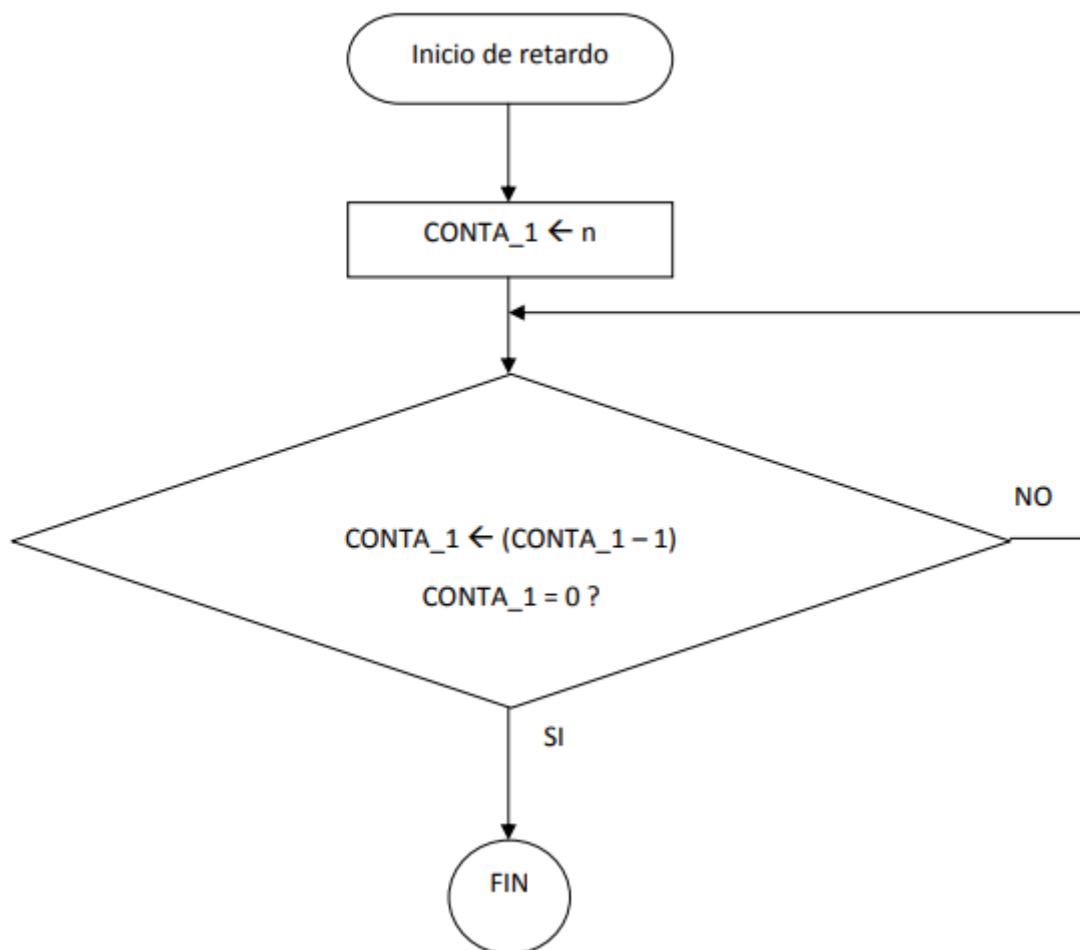 Inicio de retardo
CONTA_1 ← n
NO
CONTA_1 ← (CONTA_1 – 1)
CONTA_1 = 0 ?
SI
FIN